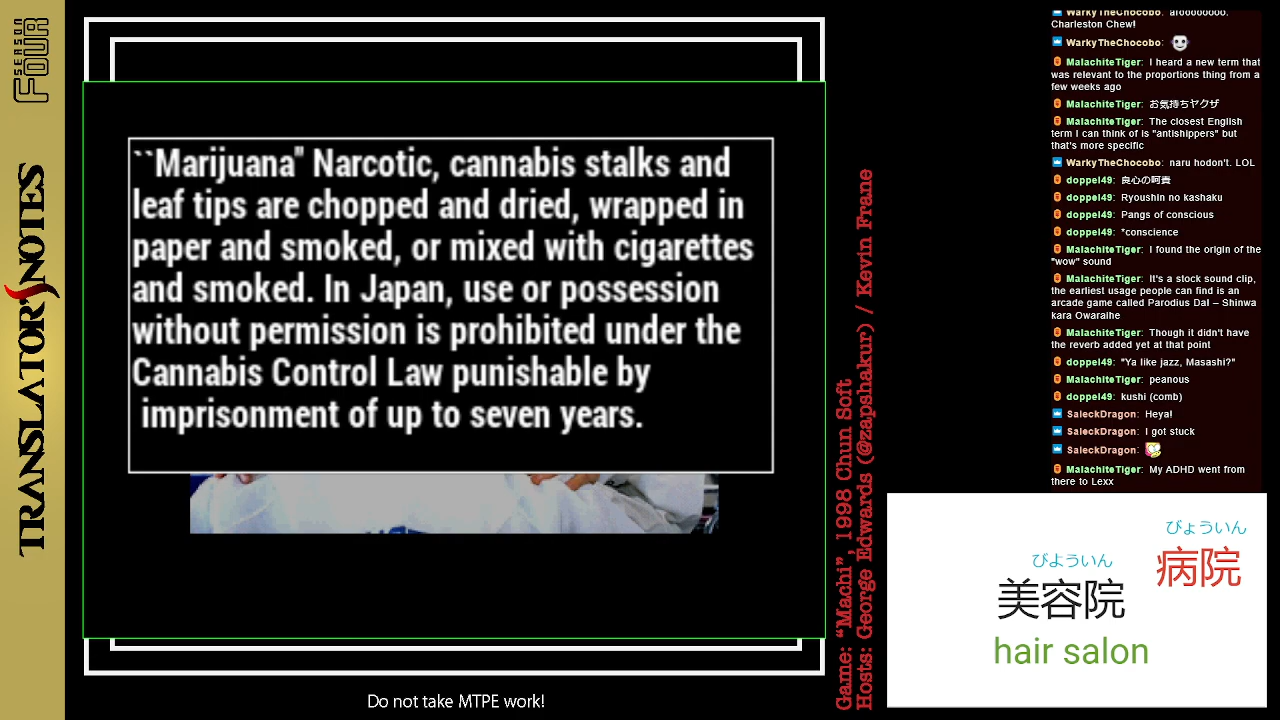 SEASON
FOUR
TRANSLATOR'S NOTES
``Marijuana" Narcotic, cannabis stalks and
leaf tips are chopped and dried, wrapped in
paper and smoked, or mixed with cigarettes
and smoked. In Japan, use or possession
without permission is prohibited under the
Cannabis Control Law punishable by
imprisonment of up to seven years.
Do not take MTPE work!
Game: “Machi”, 1998 Chun Soft
Hosts: George Edwards (@zapshakur) / Kevin Frane
WarkyTheChocobo: afoooooooo.
Charleston Chew!
WarkyTheChocobo:
MalachiteTiger: I heard a new term that
was relevant to the proportions thing from a
few weeks ago
MalachiteTiger: お気持ちヤクザ
MalachiteTiger: The closest English
term I can think of is "antishippers" but
that's more specific
WarkyTheChocobo: naru hodon't. LOL
doppel49: 良心の呵責
doppel49: ryoushin no kashaku
doppel49: pangs of conscious
doppel49: *conscience
MalachiteTiger: I found the origin of the
"wow" sound
MalachiteTiger: It's a stock sound clip,
the earliest usage people can find is an
arcade game called Parodius Da! – Shinwa
kara Owaraihe
MalachiteTiger: Though it didn't have
the reverb added yet at that point
doppel49: "Ya like jazz, Masashi?"
MalachiteTiger: peanous
doppel49: kushi (comb)
SaleckDragon: Heya!
SaleckDragon: I got stuck
SaleckDragon:
MalachiteTiger: My ADHD went from
there to Lexx
びょういん
病院
びよういん
美容院
hair salon